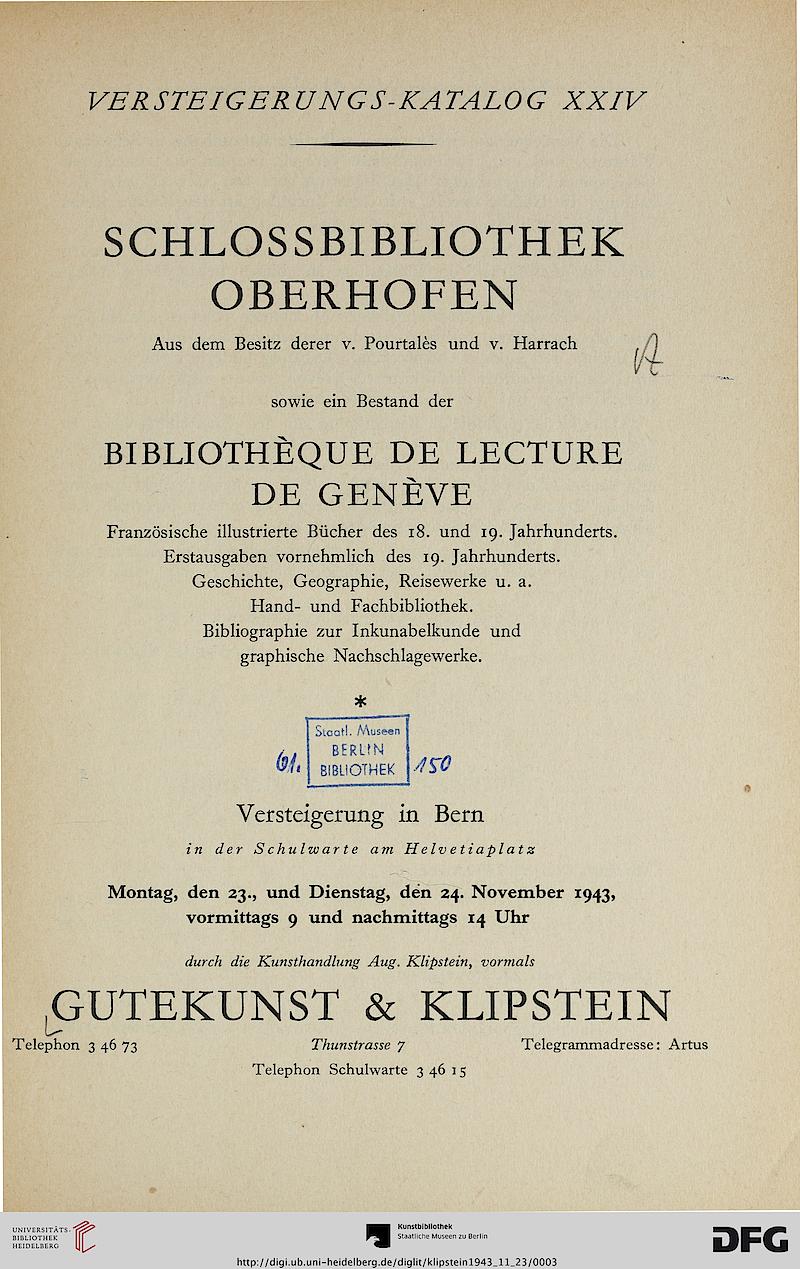 VERSTEIGERUNGS-KATALOG XXIV
SCHLOSSBIBLIOTHEK
OBERHOFEN
Aus dem Besitz derer v. Pourtalès und v. Harrach
sowie ein Bestand der
BIBLIOTHÈQUE DE LECTURE
DE GENÈVE
Französische illustrierte Bücher des 18. und 19. Jahrhunderts.
Erstausgaben vornehmlich des 19. Jahrhunderts.
Geschichte, Geographie, Reisewerke u. a.
Hand- und Fachbibliothek.
Bibliographie zur Inkunabelkunde und
graphische Nachschlagewerke.
*
Staatl. Museen
BERLIN
61. BIBLIOTHEK 150
Versteigerung in Bern
in der Schulwarte am Helvetiaplatz
Montag, den 23., und Dienstag, den 24. November 1943,
vormittags 9 und nachmittags 14 Uhr
durch die Kunsthandlung Aug. Klipstein, vormals
GUTEKUNST & KLIPSTEIN
Telephon 3 46 73 Thunstrasse 7 Telegrammadresse: Artus
Telephon Schulwarte 3 46 15
UNIVERSITÄTS-
BIBLIOTHEK
HEIDELBERG
Kunstbibliothek
Staatliche Museen zu Berlin
DFG
http://digi.ub.uni-heidelberg.de/diglit/klipstein1943_11_23/0003